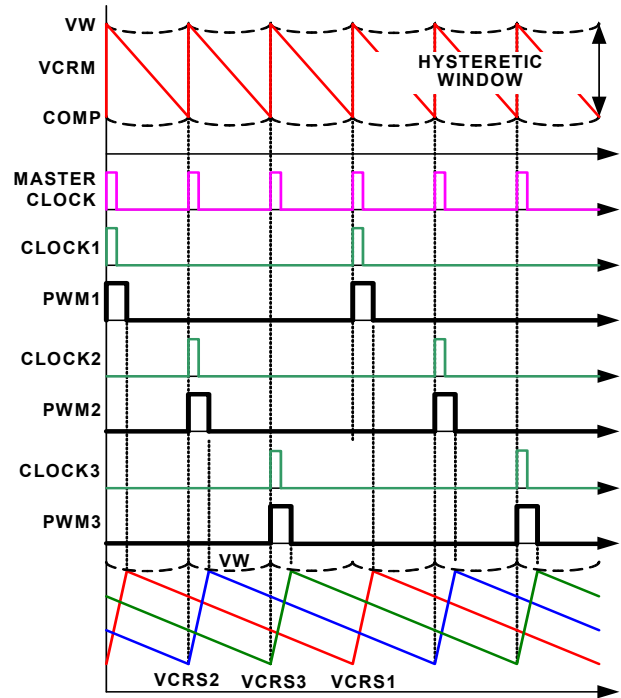 VW
VCRM
HYSTERETIC
WINDOW
COMP
MASTER
CLOCK
CLOCK1
PWM1
CLOCK2
PWM2
CLOCK3
PWM3
VW
VCRS2 VCRS3 VCRS1